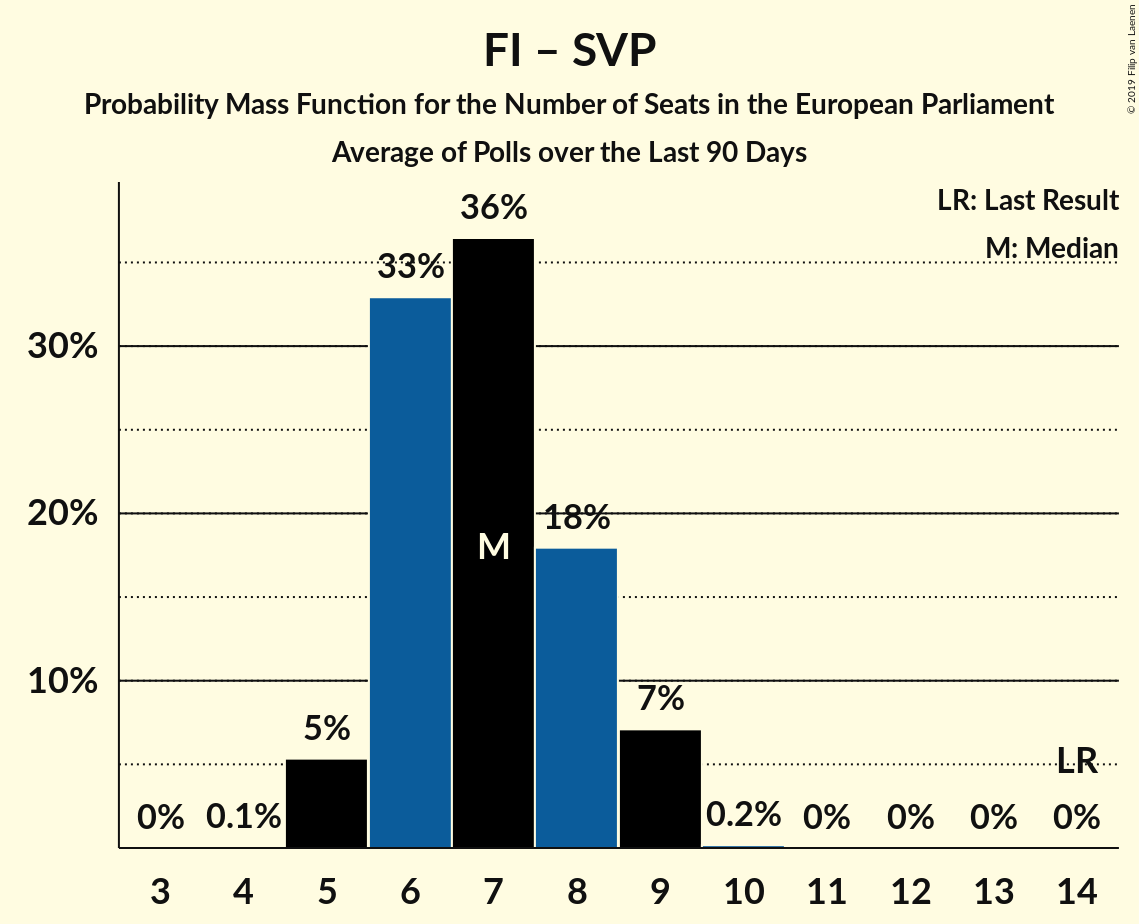 FI – SVP
Probability Mass Function for the Number of Seats in the European Parliament
Average of Polls over the Last 90 Days
© 2019 Filip van Laenen
LR: Last Result
M: Median
36%
33%
30%
20%
18%
M
10%
7%
5%
LR
0% 0.1% 0.2% 0% 0% 0% 0%
3 4 5 6 7 8 9 10 11 12 13 14